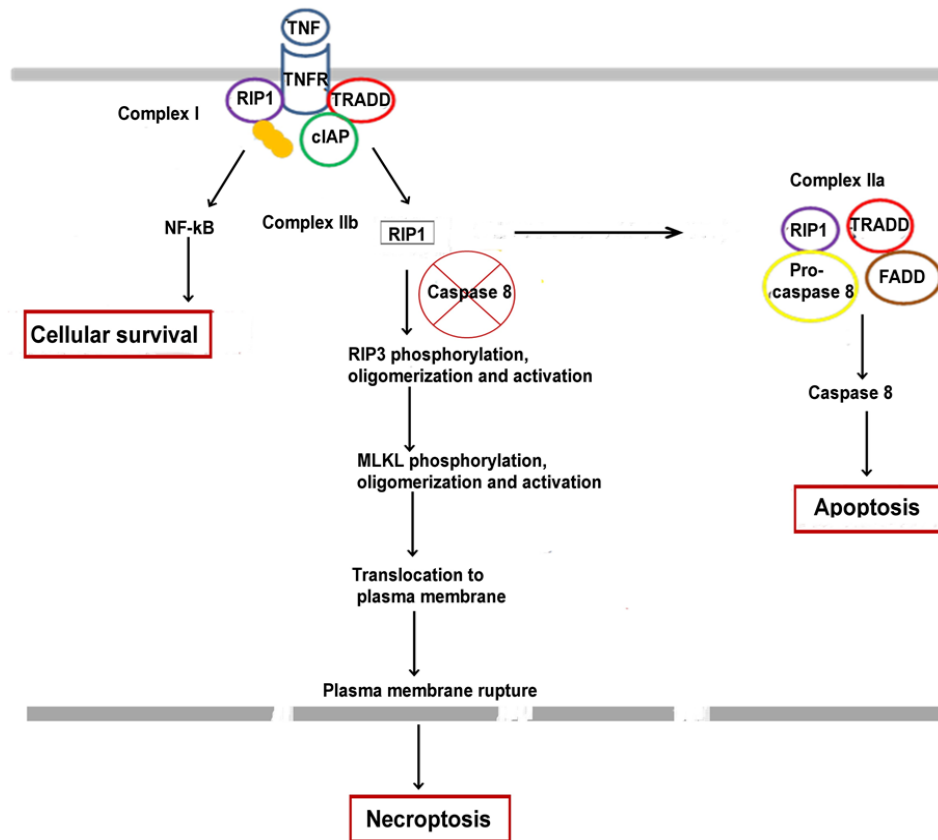 TNF
TNFR
RIP1
TRADD
Complex I
cIAP
NF-kB
Complex IIb
RIP1
Complex IIa
RIP1
TRADD
Pro-
caspase 8
FADD
Caspase 8
Cellular survival
RIP3 phosphorylation,
oligomerization and activation
Caspase 8
MLKL phosphorylation,
oligomerization and activation
Apoptosis
Translocation to
plasma membrane
Plasma membrane rupture
Necroptosis